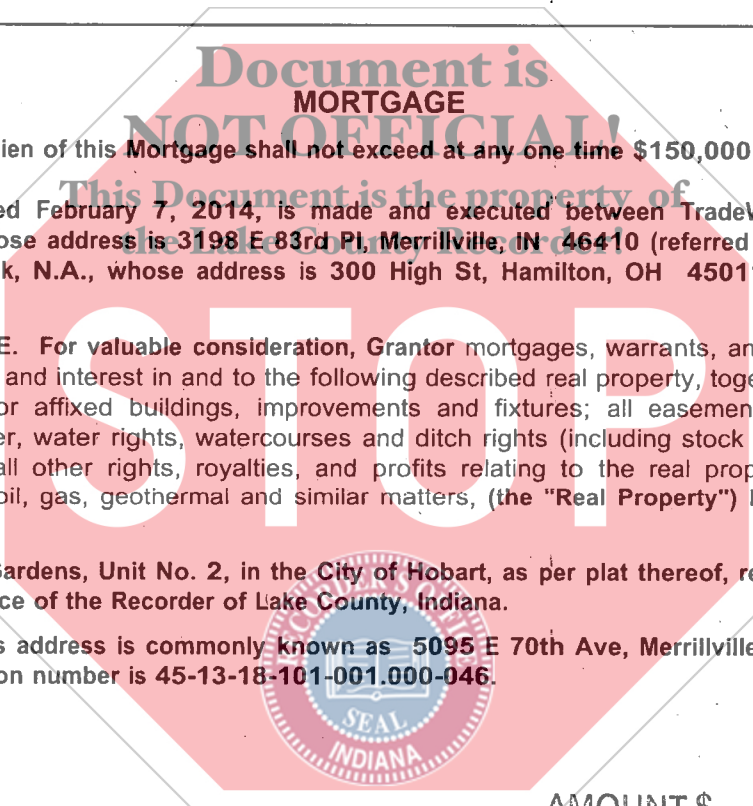 Document is
MORTGAGE
NOT OFFICIAL!
ien of this Mortgage shall not exceed at any one time $150,000
This Document is the property of
ed February 7, 2014, is made and executed between TradeW
ose address is 3198 E 83rd Pl, Merrillville, IN 46410 (referred
the Lake County Recorder!
k, N.A., whose address is 300 High St, Hamilton, OH 4501
E. For valuable consideration, Grantor mortgages, warrants, an
and interest in and to the following described real property, toge
or affixed buildings, improvements and fixtures; all easemen
er, water rights, watercourses and ditch rights (including stock
all other rights, royalties, and profits relating to the real prop
oil, gas, geothermal and similar matters, (the "Real Property")
STOP
Gardens, Unit No. 2, in the City of Hobart, as per plat thereof, re
ce of the Recorder of Lake County, Indiana.
s address is commonly known as 5095 E 70th Ave, Merrillville
on number is 45-13-18-101-001.000-046.
RECORDER'S OFFICE
SEAL
INDIANA
AMOUNT $